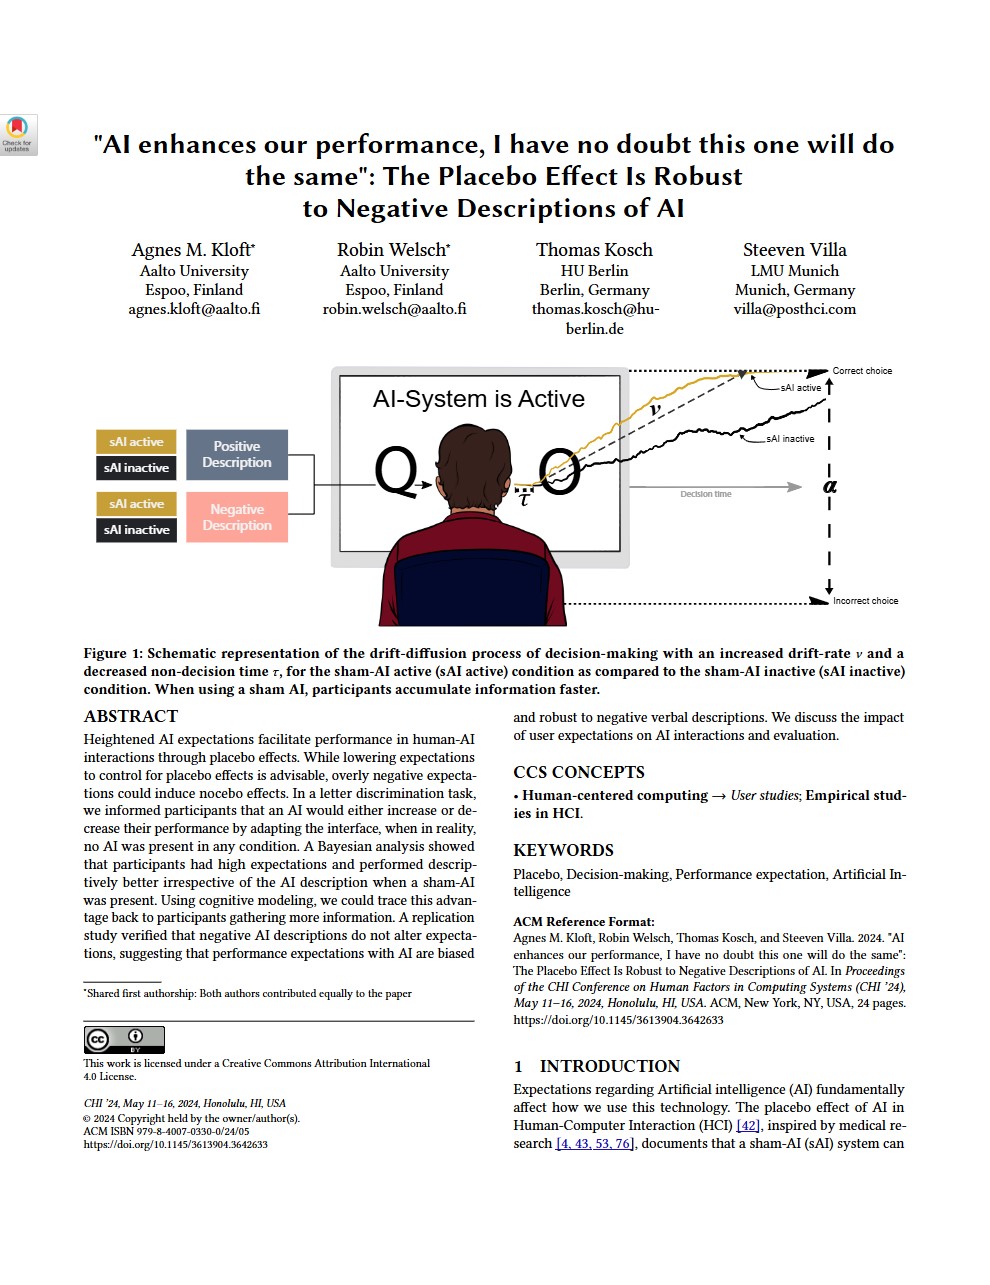 Check for
updates
"AI enhances our performance, I have no doubt this one will do
the same": The Placebo Effect Is Robust
to Negative Descriptions of AI
Agnes M. Kloft*
Aalto University
Espoo, Finland
agnes.kloft@aalto.fi
Robin Welsch*
Aalto University
Espoo, Finland
robin.welsch@aalto.fi
Thomas Kosch
HU Berlin
Berlin, Germany
thomas.kosch@hu-
berlin.de
Steeven Villa
LMU Munich
Munich, Germany
villa@posthci.com
sAI active
sAI inactive
Positive
Description
sAI active
sAI inactive
Negative
Description
AI-System is Active
Q
O
τ
ν
Correct choice
sAI active
sAI inactive
Decision time
α
Incorrect choice
Figure 1: Schematic representation of the drift-diffusion process of decision-making with an increased drift-rate ν and a
decreased non-decision time τ, for the sham-AI active (sAI active) condition as compared to the sham-AI inactive (sAI inactive)
condition. When using a sham AI, participants accumulate information faster.
ABSTRACT
Heightened AI expectations facilitate performance in human-AI
interactions through placebo effects. While lowering expectations
to control for placebo effects is advisable, overly negative expecta-
tions could induce nocebo effects. In a letter discrimination task,
we informed participants that an AI would either increase or de-
crease their performance by adapting the interface, when in reality,
no AI was present in any condition. A Bayesian analysis showed
that participants had high expectations and performed descrip-
tively better irrespective of the AI description when a sham-AI
was present. Using cognitive modeling, we could trace this advan-
tage back to participants gathering more information. A replication
study verified that negative AI descriptions do not alter expecta-
tions, suggesting that performance expectations with AI are biased
*Shared first authorship: Both authors contributed equally to the paper
cc
BY
This work is licensed under a Creative Commons Attribution International
4.0 License.
CHI '24, May 11–16, 2024, Honolulu, HI, USA
© 2024 Copyright held by the owner/author(s).
ACM ISBN 979-8-4007-0330-0/24/05
https://doi.org/10.1145/3613904.3642633
and robust to negative verbal descriptions. We discuss the impact
of user expectations on AI interactions and evaluation.
CCS CONCEPTS
• Human-centered computing → User studies; Empirical stud-
ies in HCI.
KEYWORDS
Placebo, Decision-making, Performance expectation, Artificial In-
telligence
ACM Reference Format:
Agnes M. Kloft, Robin Welsch, Thomas Kosch, and Steeven Villa. 2024. "AI
enhances our performance, I have no doubt this one will do the same":
The Placebo Effect Is Robust to Negative Descriptions of AI. In Proceedings
of the CHI Conference on Human Factors in Computing Systems (CHI '24),
May 11–16, 2024, Honolulu, HI, USA. ACM, New York, NY, USA, 24 pages.
https://doi.org/10.1145/3613904.3642633
1 INTRODUCTION
Expectations regarding Artificial intelligence (AI) fundamentally
affect how we use this technology. The placebo effect of AI in
Human-Computer Interaction (HCI) [42], inspired by medical re-
search [4, 43, 53, 76], documents that a sham-AI (sAI) system can